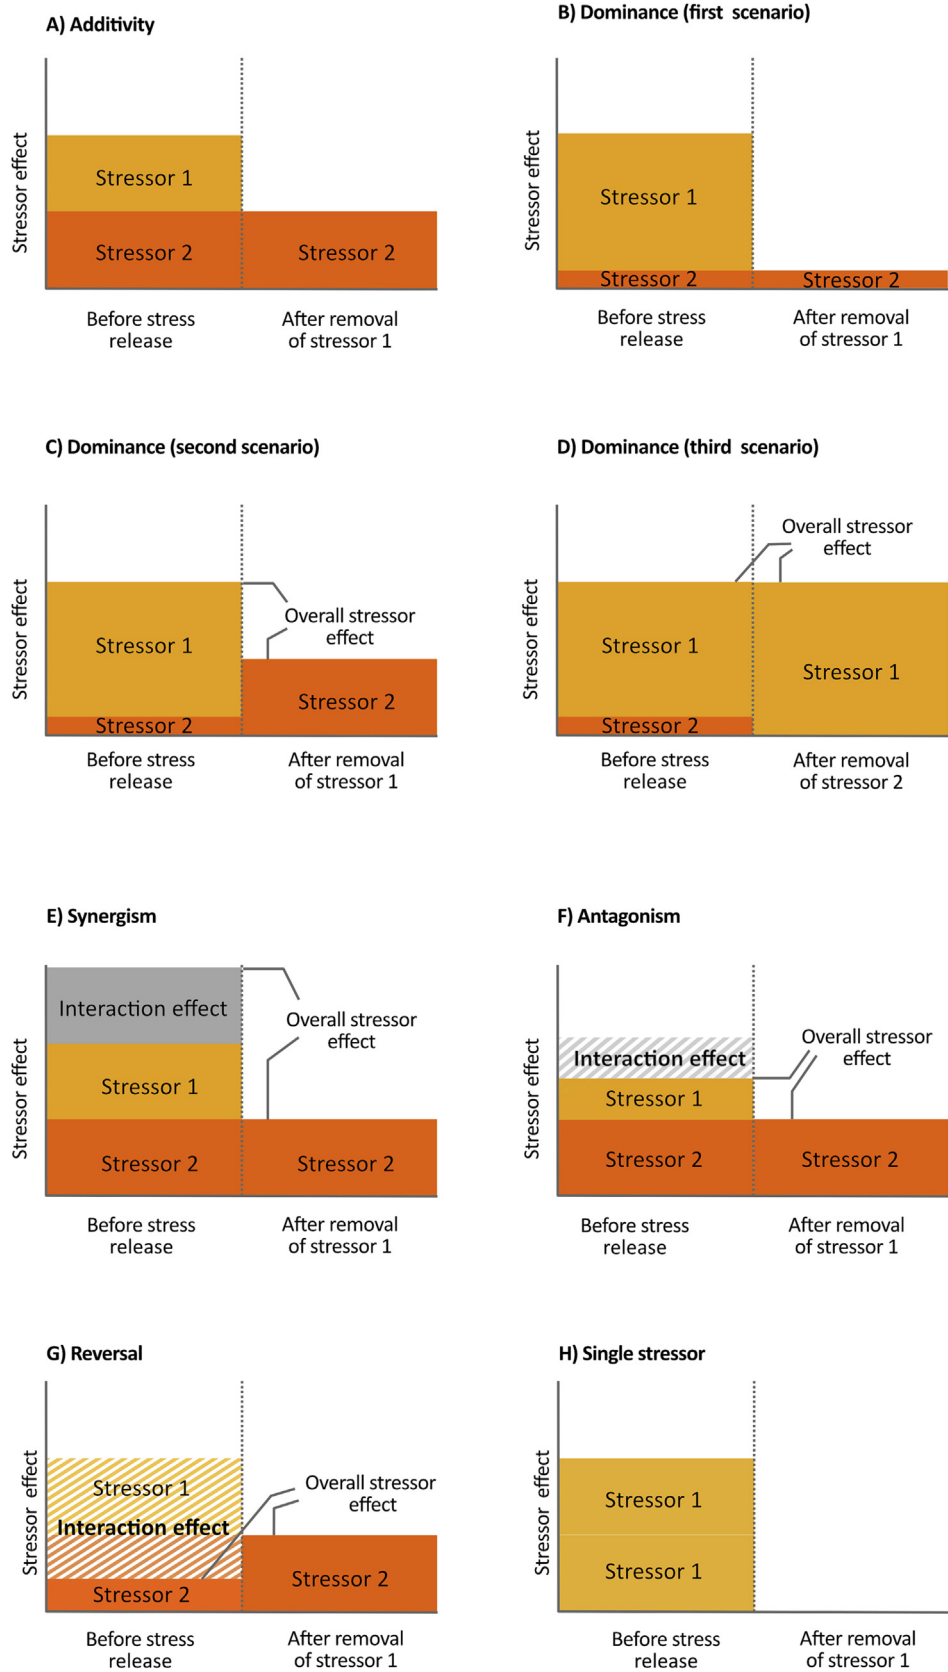 A) Additivity
Stressor effect
Stressor 1
Stressor 2
Stressor 2
Before stress
release
After removal
of stressor 1
B) Dominance (first scenario)
Stressor effect
Stressor 1
Stressor 2
Stressor 2
Before stress
release
After removal
of stressor 1
C) Dominance (second scenario)
Stressor effect
Overall stressor
effect
Stressor 1
Stressor 2
Stressor 2
Before stress
release
After removal
of stressor 1
D) Dominance (third scenario)
Stressor effect
Overall stressor
effect
Stressor 1
Stressor 1
Stressor 2
Before stress
release
After removal
of stressor 2
E) Synergism
Stressor effect
Interaction effect
Overall stressor
effect
Stressor 1
Stressor 2
Stressor 2
Before stress
release
After removal
of stressor 1
F) Antagonism
Stressor effect
Overall stressor
effect
Interaction effect
Stressor 1
Stressor 2
Stressor 2
Before stress
release
After removal
of stressor 1
G) Reversal
Stressor effect
Stressor 1
Overall stressor
effect
Interaction effect
Stressor 2
Stressor 2
Before stress
release
After removal
of stressor 1
H) Single stressor
Stressor effect
Stressor 1
Stressor 1
Before stress
release
After removal
of stressor 1